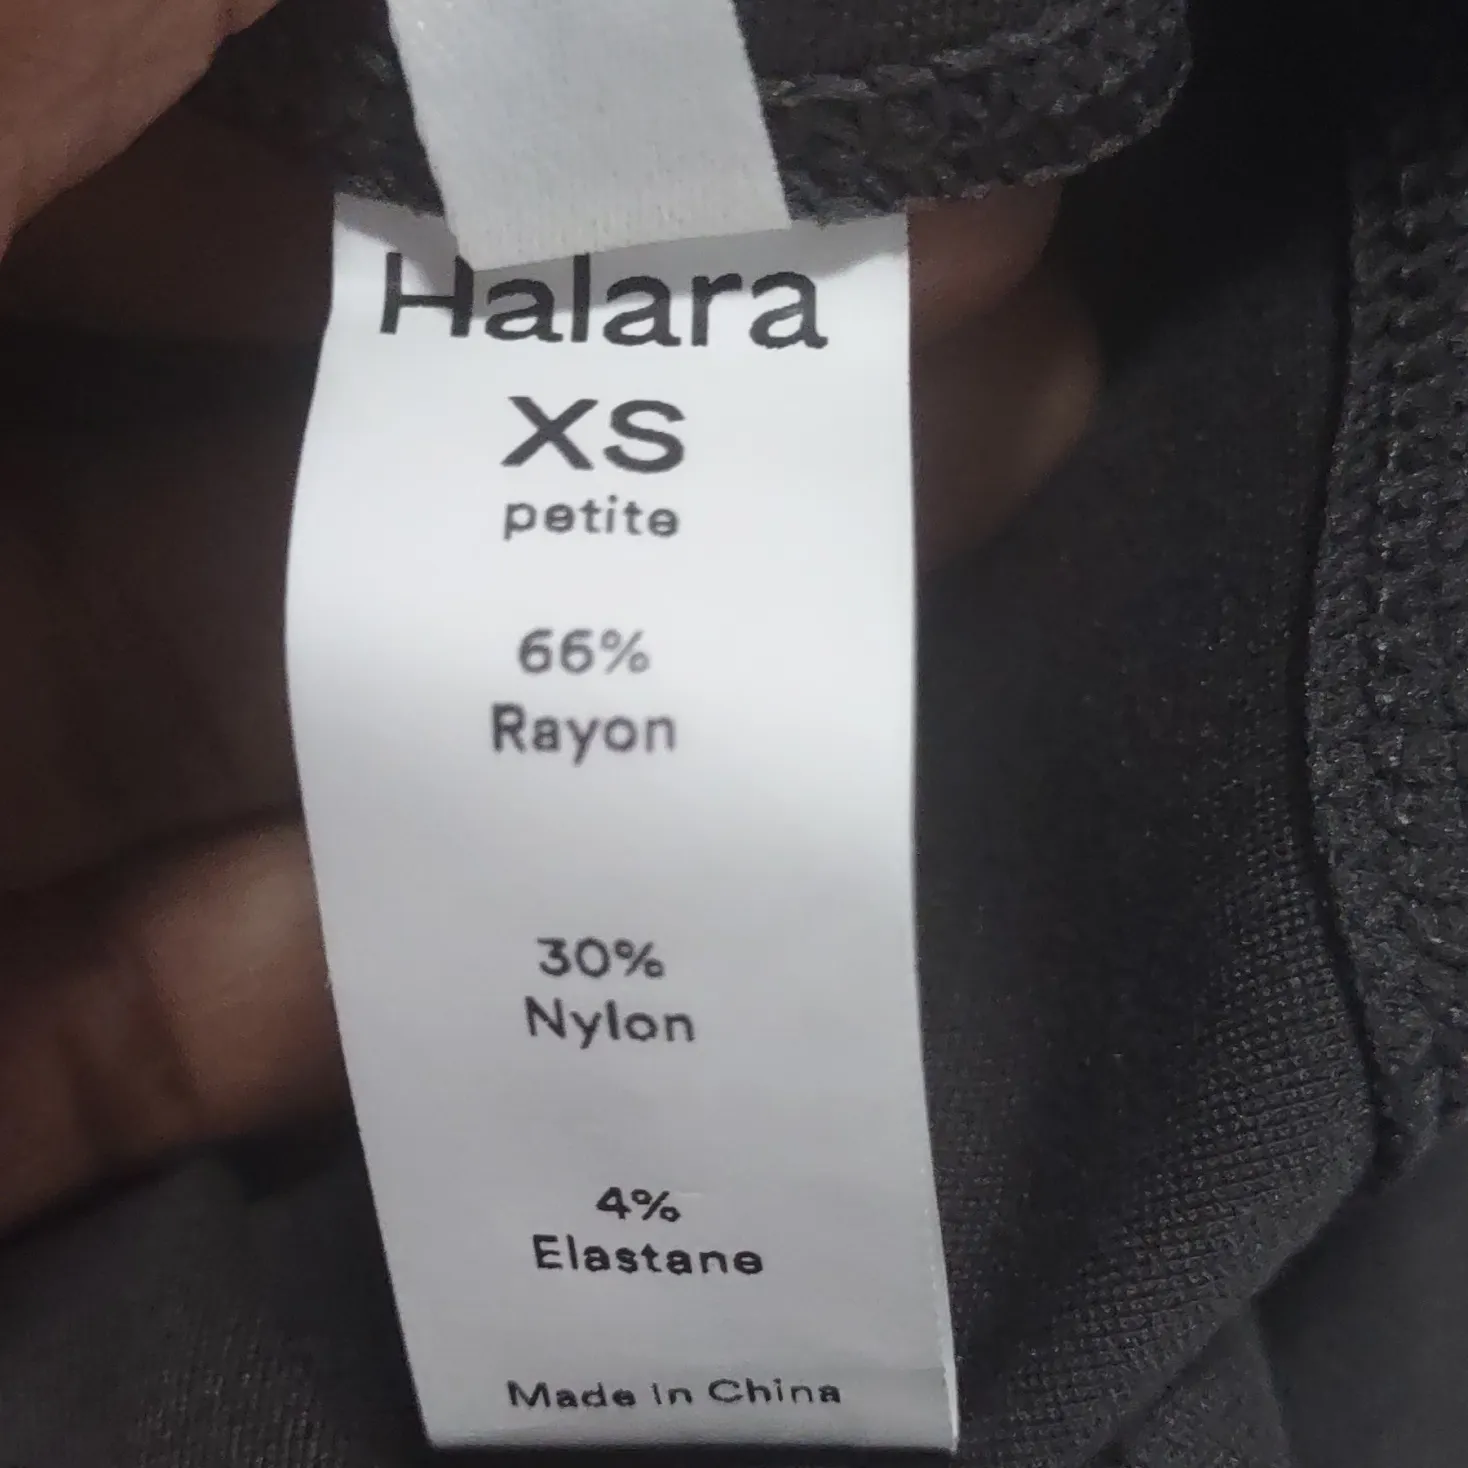 Halara
XS
petite
66%
Rayon
30%
Nylon
4%
Elastane
Made in China